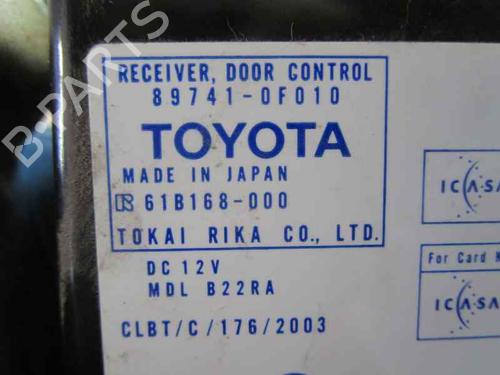 RECEIVER, DOOR CONTROL
89741-0F010
TOYOTA
MADE IN JAPAN
R 61B168-000
TOKAI RIKA CO., LTD.
DC 12V
MDL B22RA
CLBT/C/176/2003
ICASA
For Card
ICASA
B-PARTS